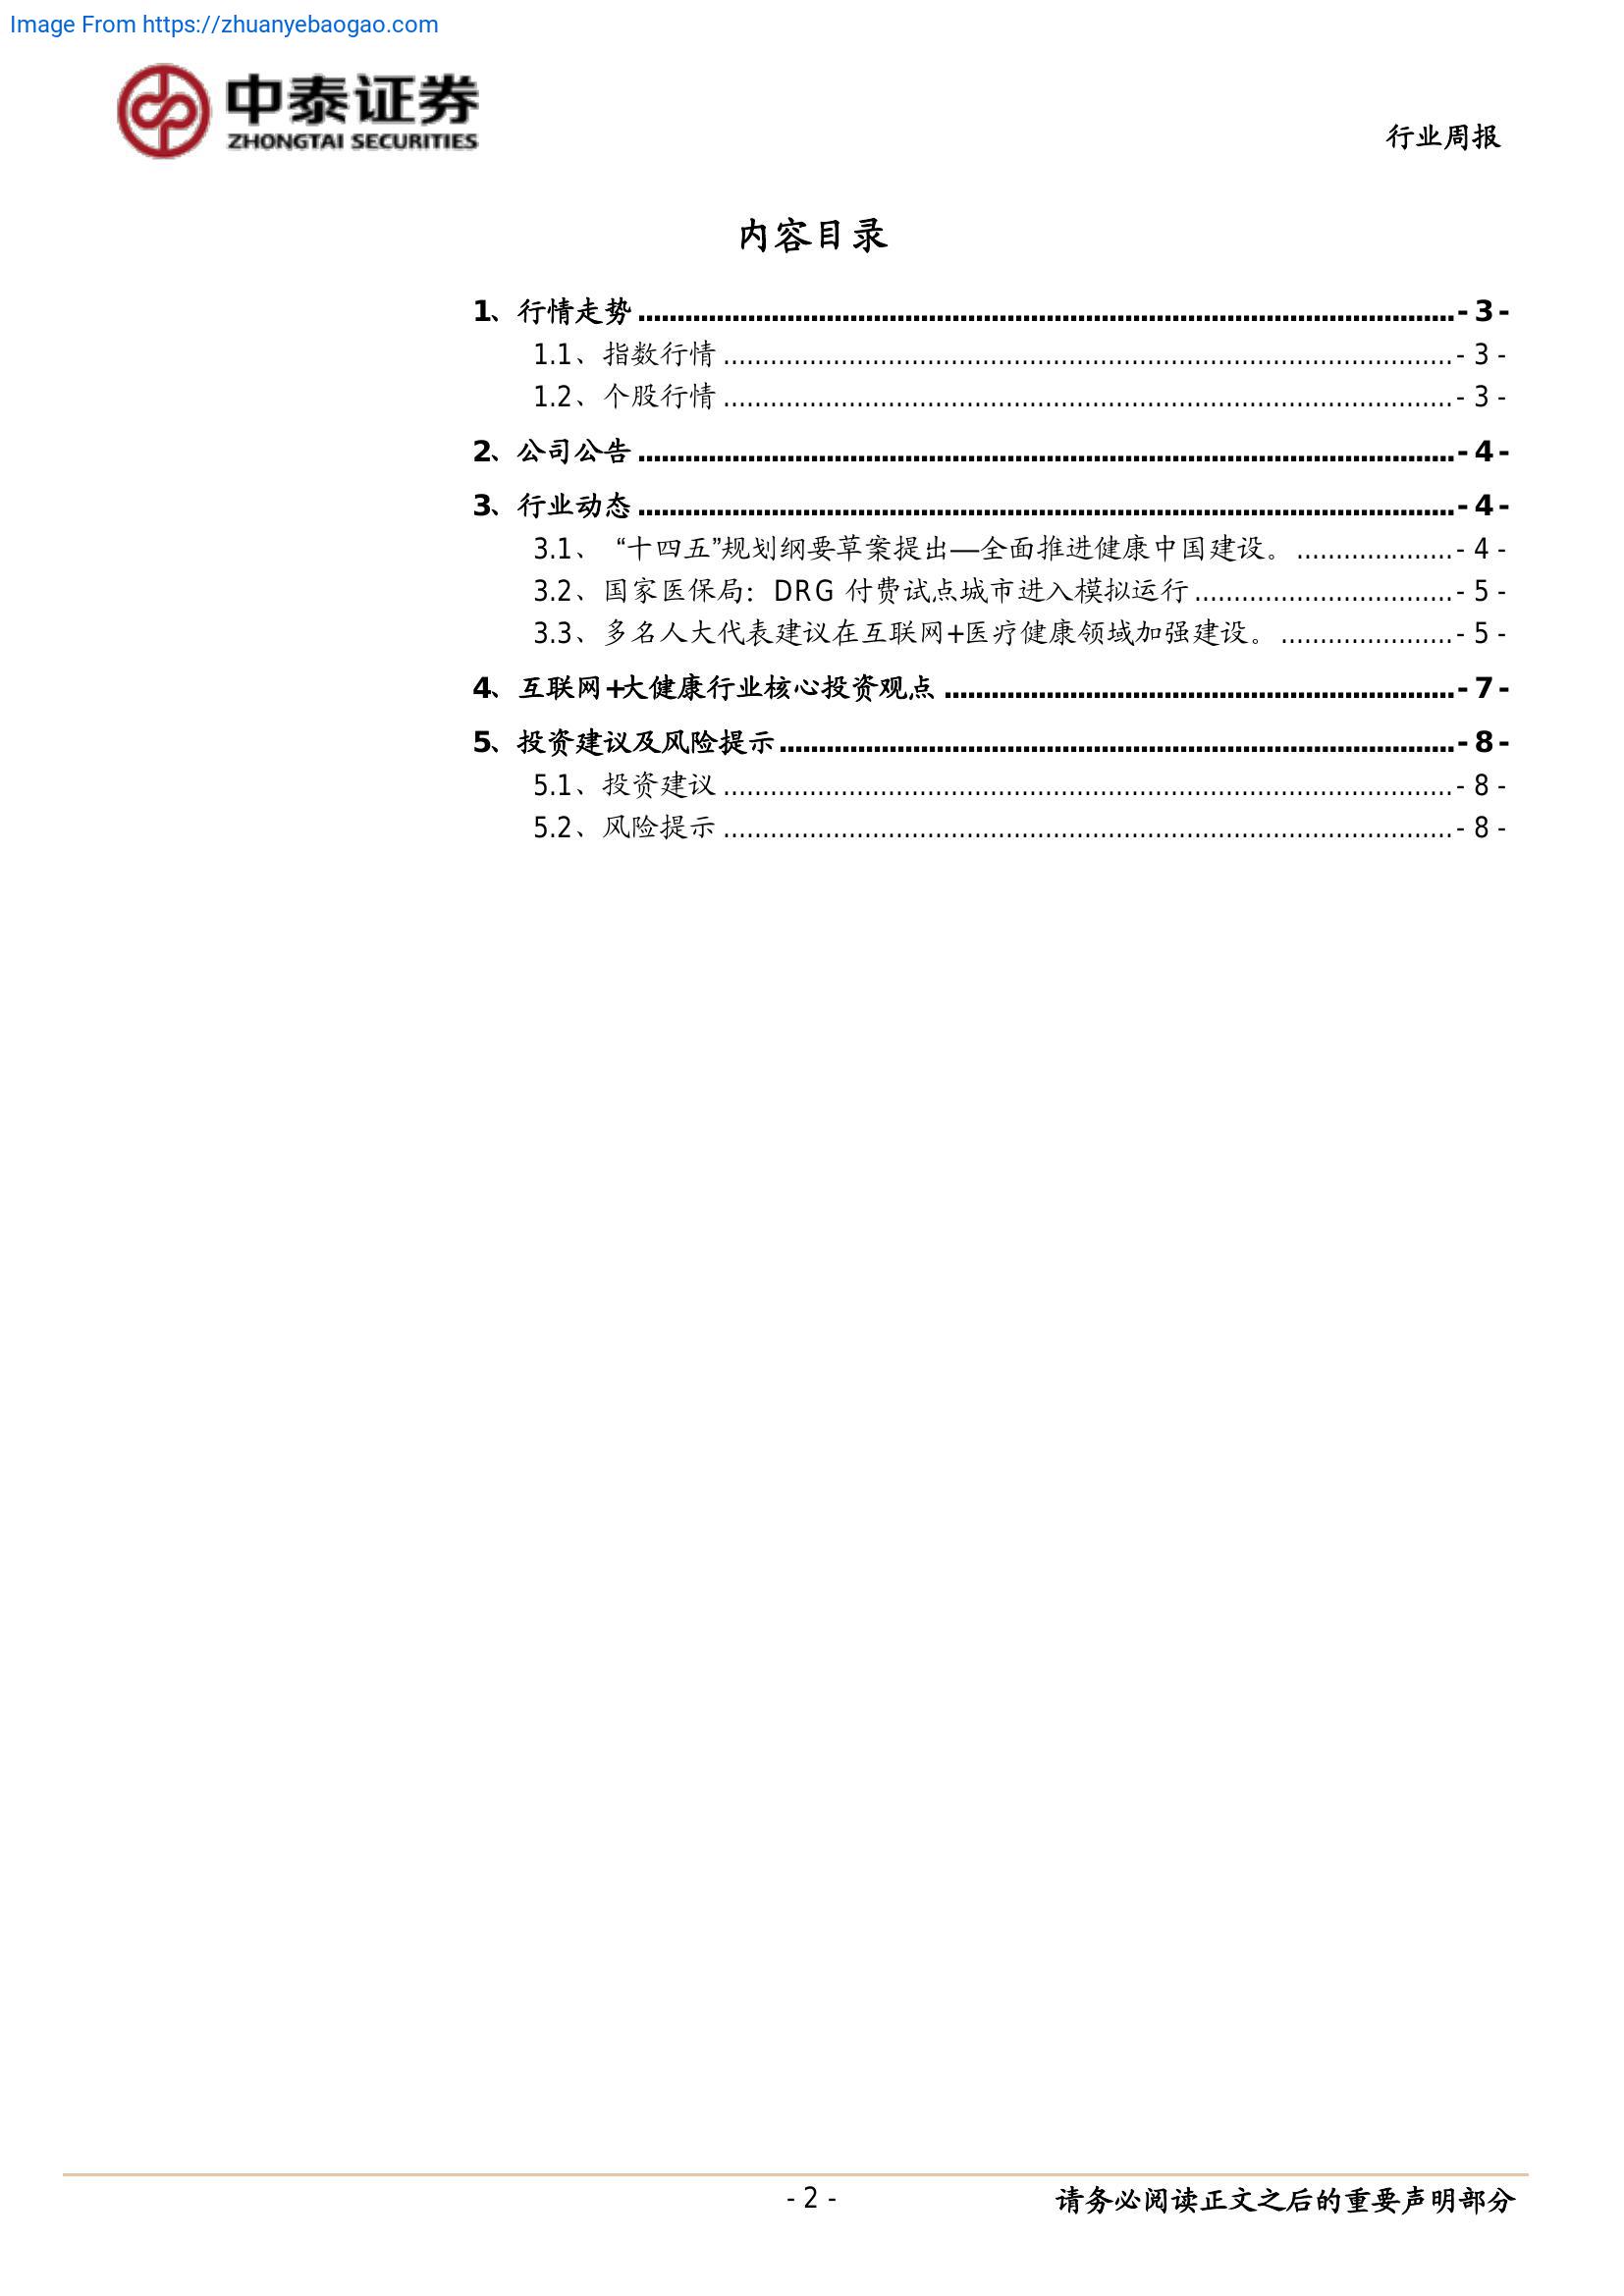 Image From https://zhuanyebaogao.com
中泰证券
ZHONGTAI SECURITIES
行业周报
内容目录
1、行情走势 ........................................................................................................ - 3 -
1.1、指数行情 ............................................................................................. - 3 -
1.2、个股行情 ............................................................................................. - 3 -
2、公司公告 ........................................................................................................ - 4 -
3、行业动态 ........................................................................................................ - 4 -
3.1、 “十四五”规划纲要草案提出—全面推进健康中国建设。 .................... - 4 -
3.2、国家医保局：DRG 付费试点城市进入模拟运行 ................................. - 5 -
3.3、多名人大代表建议在互联网+医疗健康领域加强建设。 ...................... - 5 -
4、互联网+大健康行业核心投资观点 ................................................................. - 7 -
5、投资建议及风险提示 ...................................................................................... - 8 -
5.1、投资建议 ............................................................................................. - 8 -
5.2、风险提示 ............................................................................................. - 8 -
- 2 -
请务必阅读正文之后的重要声明部分